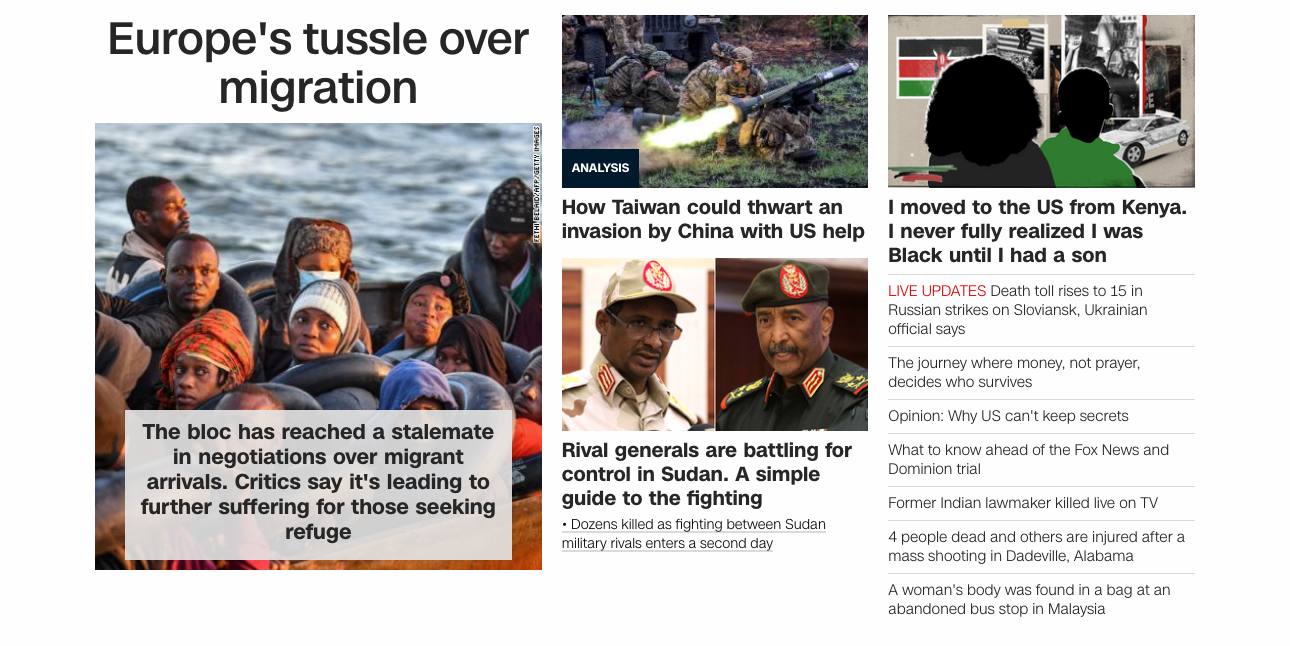 Europe's tussle over
migration
FETHI BELAID/AFP/GETTY IMAGES
The bloc has reached a stalemate
in negotiations over migrant
arrivals. Critics say it's leading to
further suffering for those seeking
refuge
ANALYSIS
How Taiwan could thwart an
invasion by China with US help
Rival generals are battling for
control in Sudan. A simple
guide to the fighting
• Dozens killed as fighting between Sudan
military rivals enters a second day
I moved to the US from Kenya.
I never fully realized I was
Black until I had a son
LIVE UPDATES Death toll rises to 15 in
Russian strikes on Sloviansk, Ukrainian
official says
The journey where money, not prayer,
decides who survives
Opinion: Why US can't keep secrets
What to know ahead of the Fox News and
Dominion trial
Former Indian lawmaker killed live on TV
4 people dead and others are injured after a
mass shooting in Dadeville, Alabama
A woman's body was found in a bag at an
abandoned bus stop in Malaysia